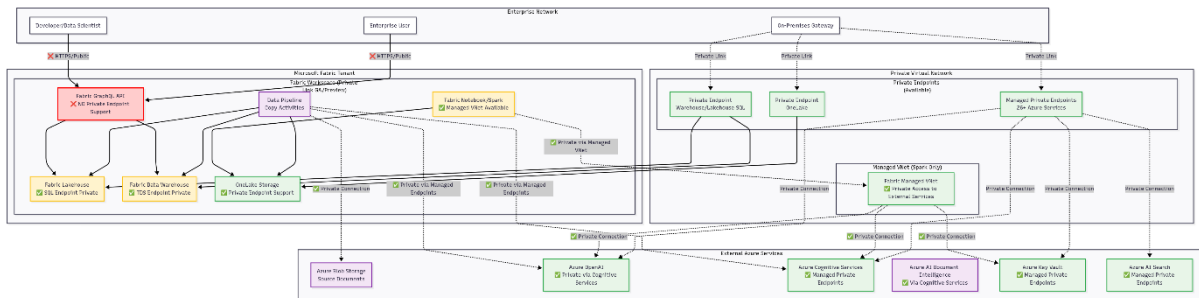 Enterprise Network
Developer/Data Scientist
Enterprise User
On-Premises Gateway
❌ HTTPS/Public
❌ HTTPS/Public
Private Link
Private Link
Private Link
Microsoft Fabric Tenant
Fabric Workspace (Private
Link GA/Preview)
Fabric GraphQL API
❌ NO Private Endpoint
Support
Data Pipeline
Copy Activities
Fabric Notebook/Spark
✅ Managed VNet Available
Fabric Lakehouse
✅ SQL Endpoint Private
Fabric Data Warehouse
✅ TDS Endpoint Private
OneLake Storage
✅ Private Endpoint Support
Private Virtual Network
Private Endpoints
(Available)
Private Endpoint
Warehouse/Lakehouse SQL
Private Endpoint
OneLake
Managed Private Endpoints
26+ Azure Services
✅ Private via Managed
VNet
Managed VNet (Spark Only)
Fabric Managed VNet
✅ Private Access to
External Services
✅ Private Connection
✅ Private via Managed
Endpoints
✅ Private via Managed
Endpoints
Private Connection
Private Connection
Private Connection
Private Connection
✅ Private Connection
✅ Private Connection
✅ Private Connection
External Azure Services
Azure Blob Storage
Source Documents
Azure OpenAI
✅ Private via Cognitive
Services
Azure Cognitive Services
✅ Managed Private
Endpoints
Azure AI Document
Intelligence
✅ Via Cognitive Services
Azure Key Vault
✅ Managed Private
Endpoints
Azure AI Search
✅ Managed Private
Endpoints